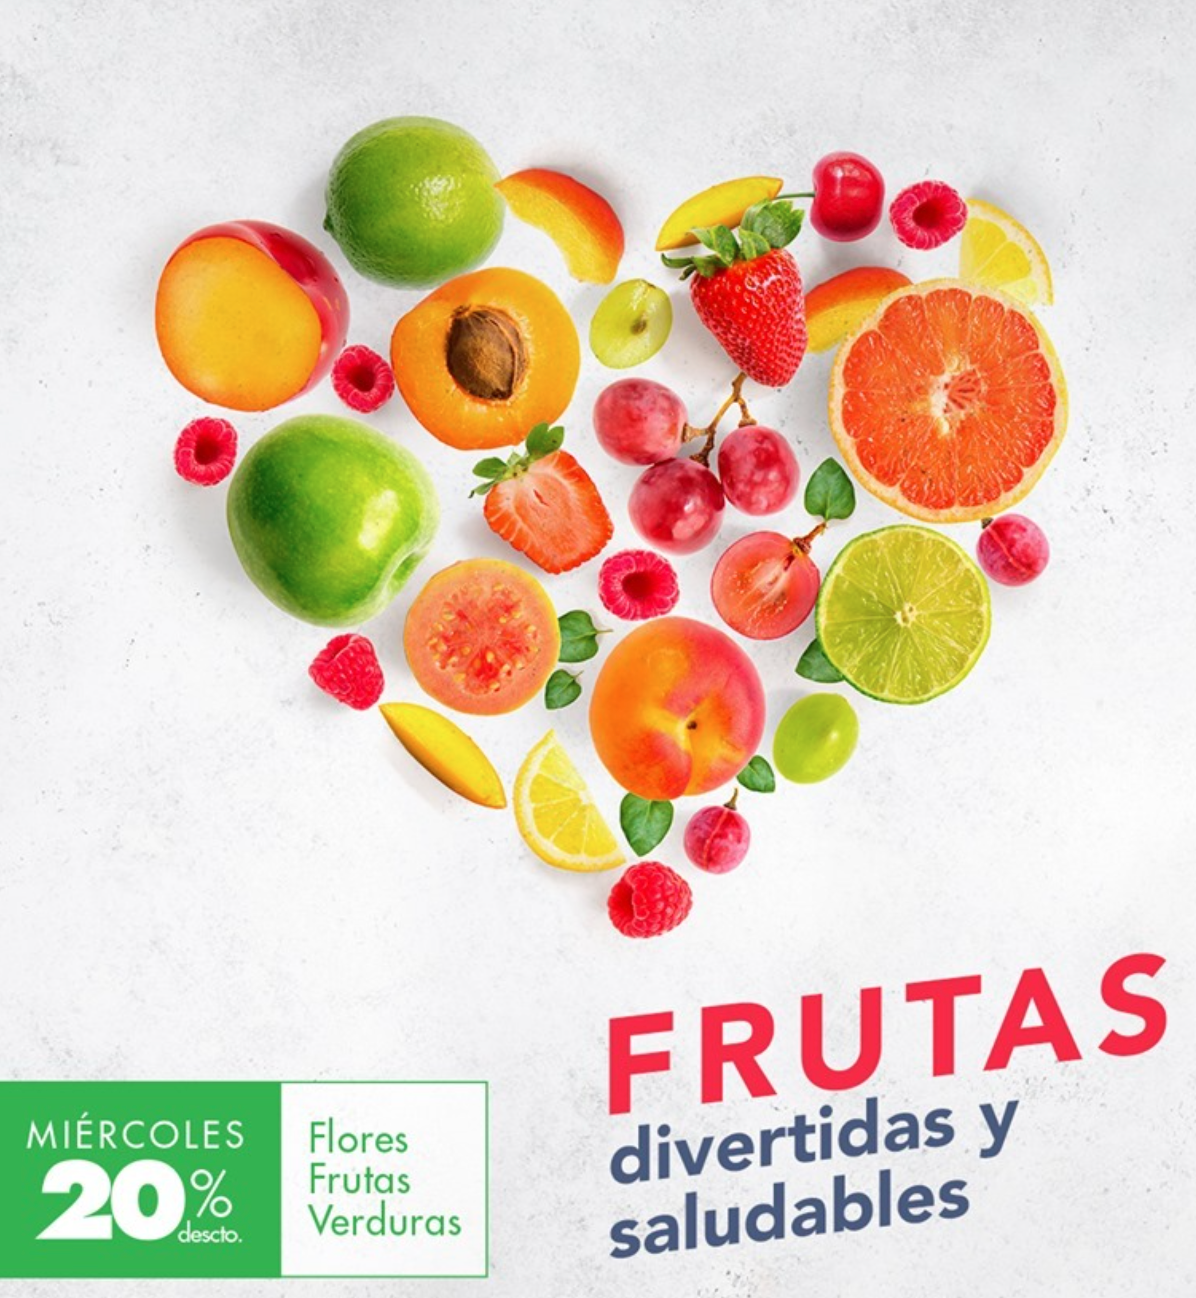 FRUTAS
divertidas y
saludables
MIÉRCOLES
20%
descto.
Flores
Frutas
Verduras